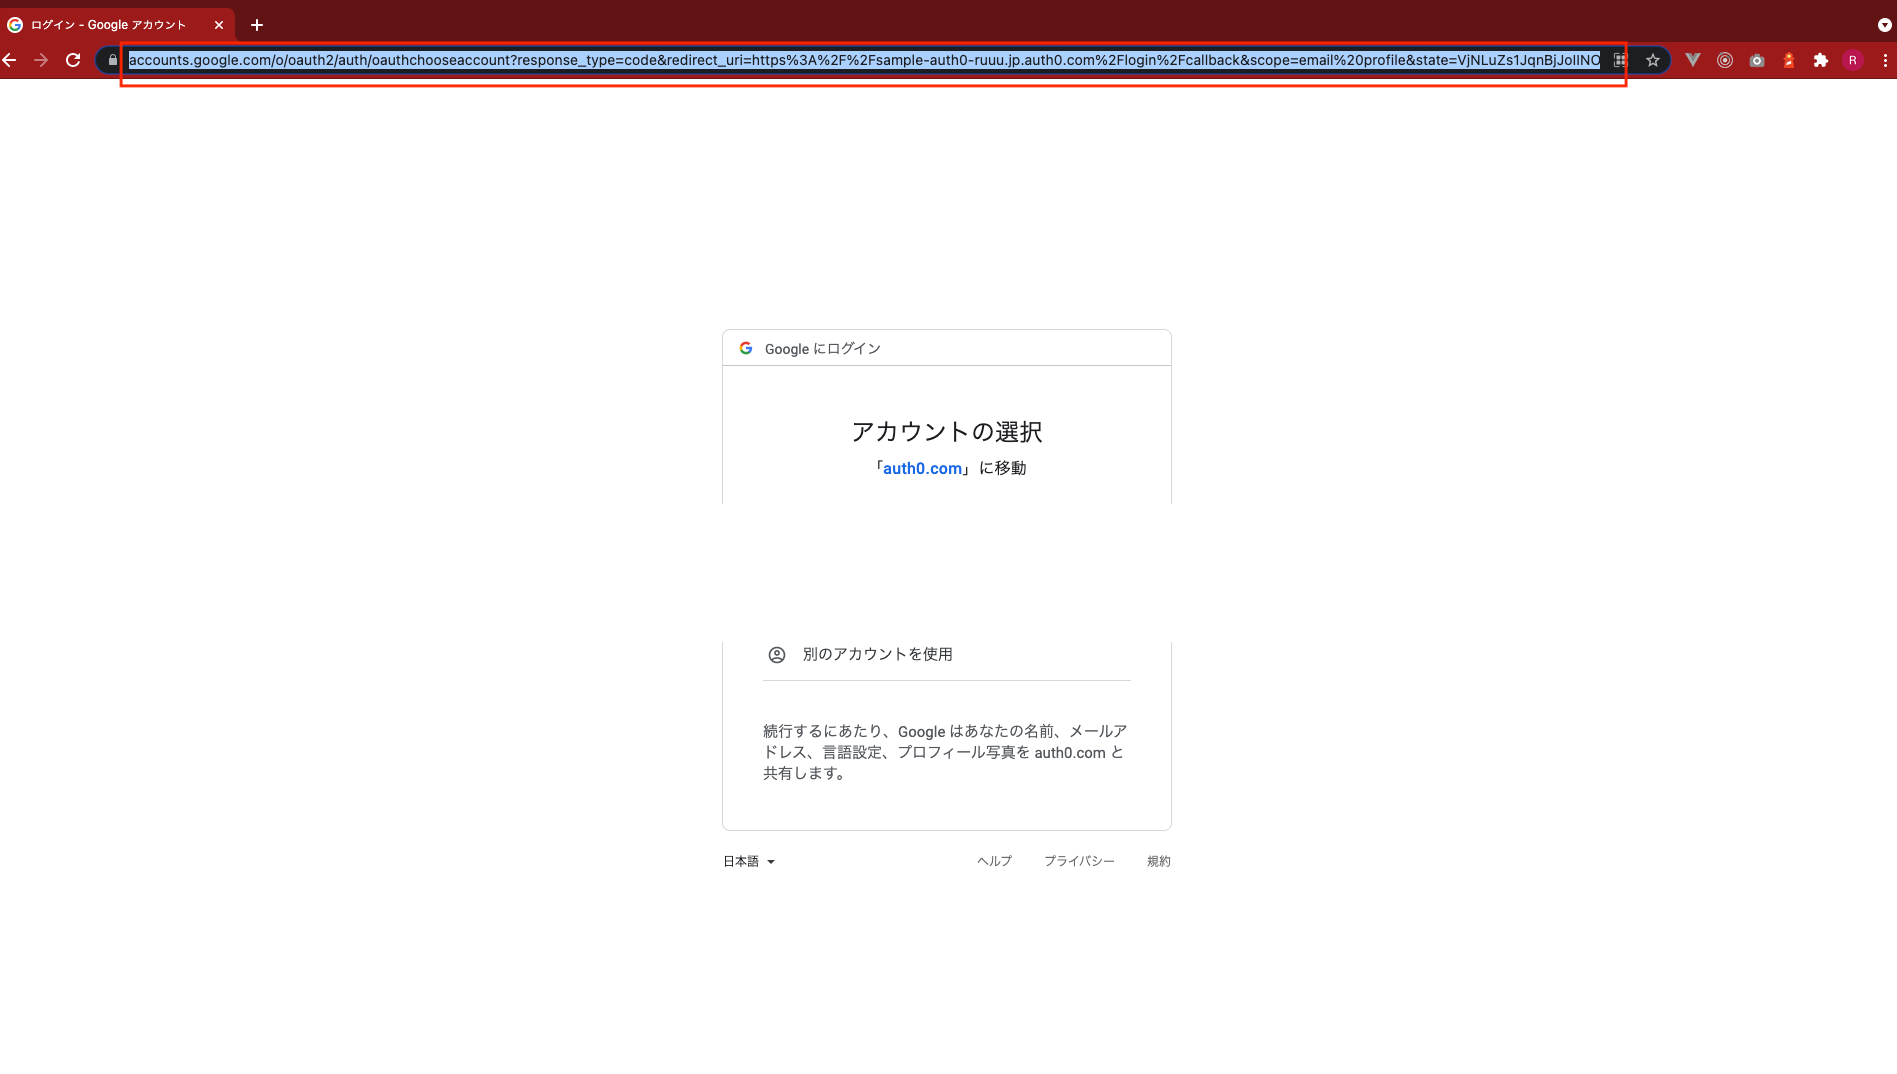 ログイン - Google アカウント
accounts.google.com/o/oauth2/auth/oauthchooseaccount?response_type=code&redirect_uri=https%3A%2F%2Fsample-auth0-ruuu.jp.auth0.com%2Flogin%2Fcallback&scope=email%20profile&state=VjNLuZs1JqnBjJolINO
R
Google にログイン
アカウントの選択
「auth0.com」に移動
別のアカウントを使用
続行するにあたり、Google はあなたの名前、メールア
ドレス、言語設定、プロフィール写真を auth0.com と
共有します。
日本語
ヘルプ プライバシー 規約